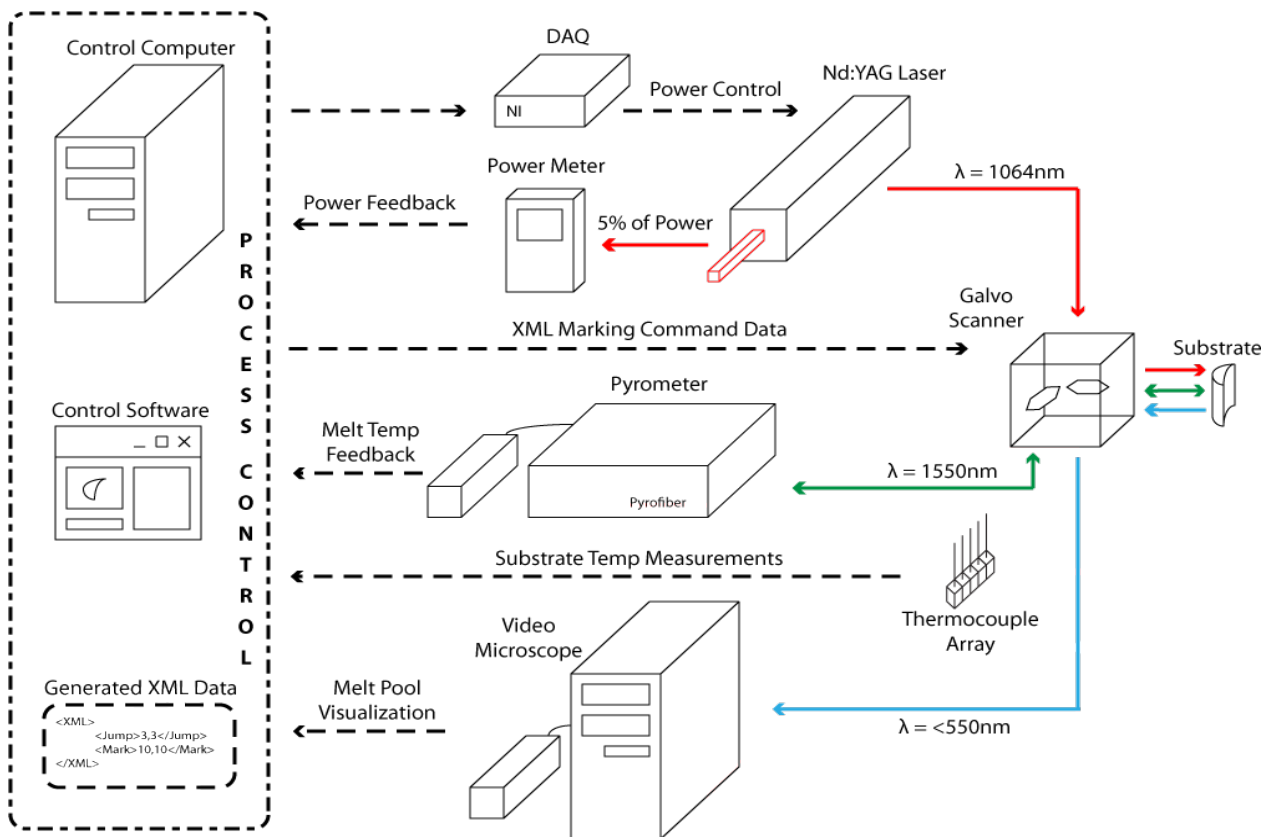 Control Computer
DAQ
NI
Power Control
Nd:YAG Laser
Power Meter
Power Feedback
5% of Power
λ = 1064nm
PROCESS CONTROL
XML Marking Command Data
Galvo
Scanner
Substrate
Control Software
Pyrometer
Melt Temp
Feedback
Pyrofiber
λ = 1550nm
Substrate Temp Measurements
Thermocouple
Array
Video
Microscope
Generated XML Data
<XML>
<Jump>3,3</Jump>
<Mark>10,10</Mark>
</XML>
Melt Pool
Visualization
λ = <550nm